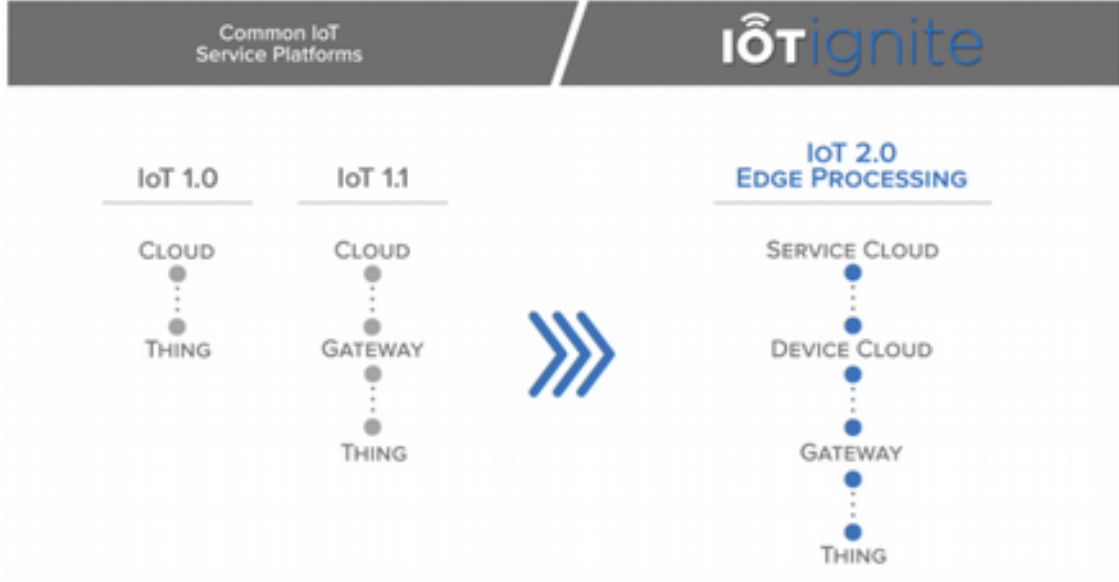 Common IoT
Service Platforms
IOTignite
IoT 1.0
IoT 1.1
IoT 2.0
EDGE PROCESSING
CLOUD
THING
CLOUD
GATEWAY
THING
SERVICE CLOUD
DEVICE CLOUD
GATEWAY
THING